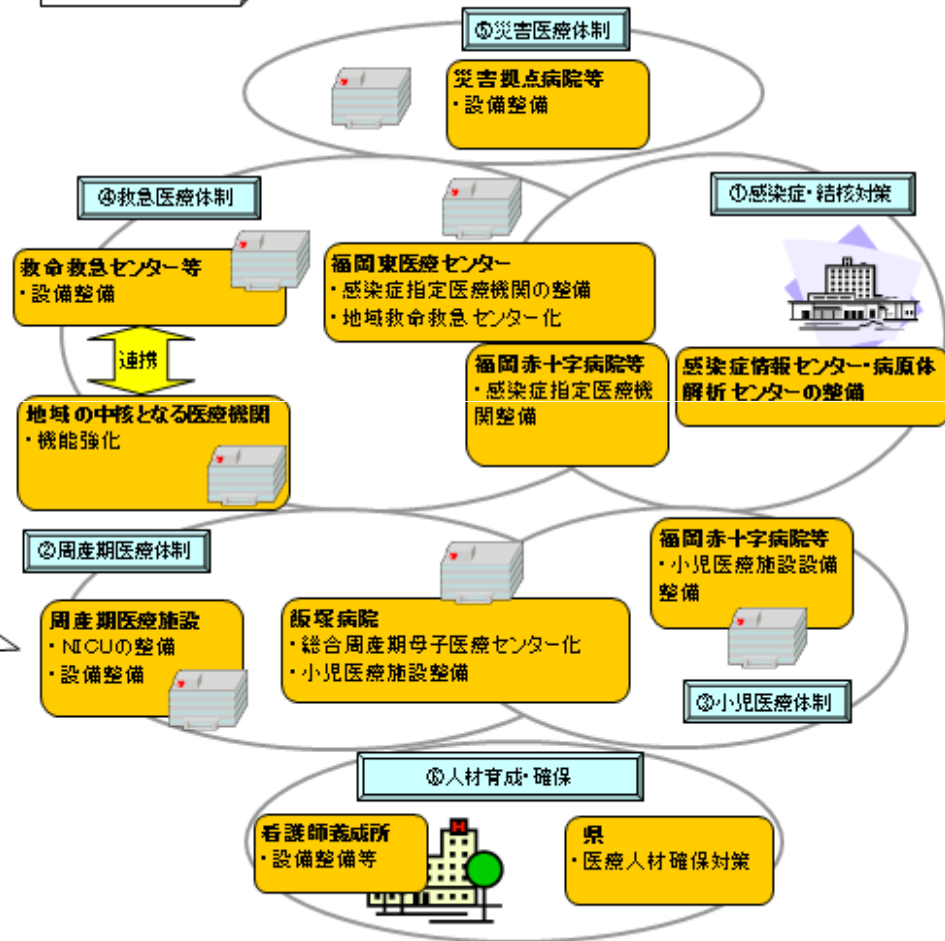 ⑤災害医療体制
災害拠点病院等
・設備整備
④救急医療体制
①感染症・結核対策
救命救急センター等
・設備整備
福岡東医療センター
・感染症指定医療機関の整備
・地域救命救急センター化
連携
福岡赤十字病院等
・感染症指定医療機
関整備
感染症情報センター・病原体
解析センターの整備
地域の中核となる医療機関
・機能強化
②周産期医療体制
福岡赤十字病院等
・小児医療施設設備
整備
周産期医療施設
・NICUの整備
・設備整備
飯塚病院
・総合周産期母子医療センター化
・小児医療施設整備
③小児医療体制
⑥人材育成・確保
看護師養成所
・設備整備等
H
県
・医療人材確保対策